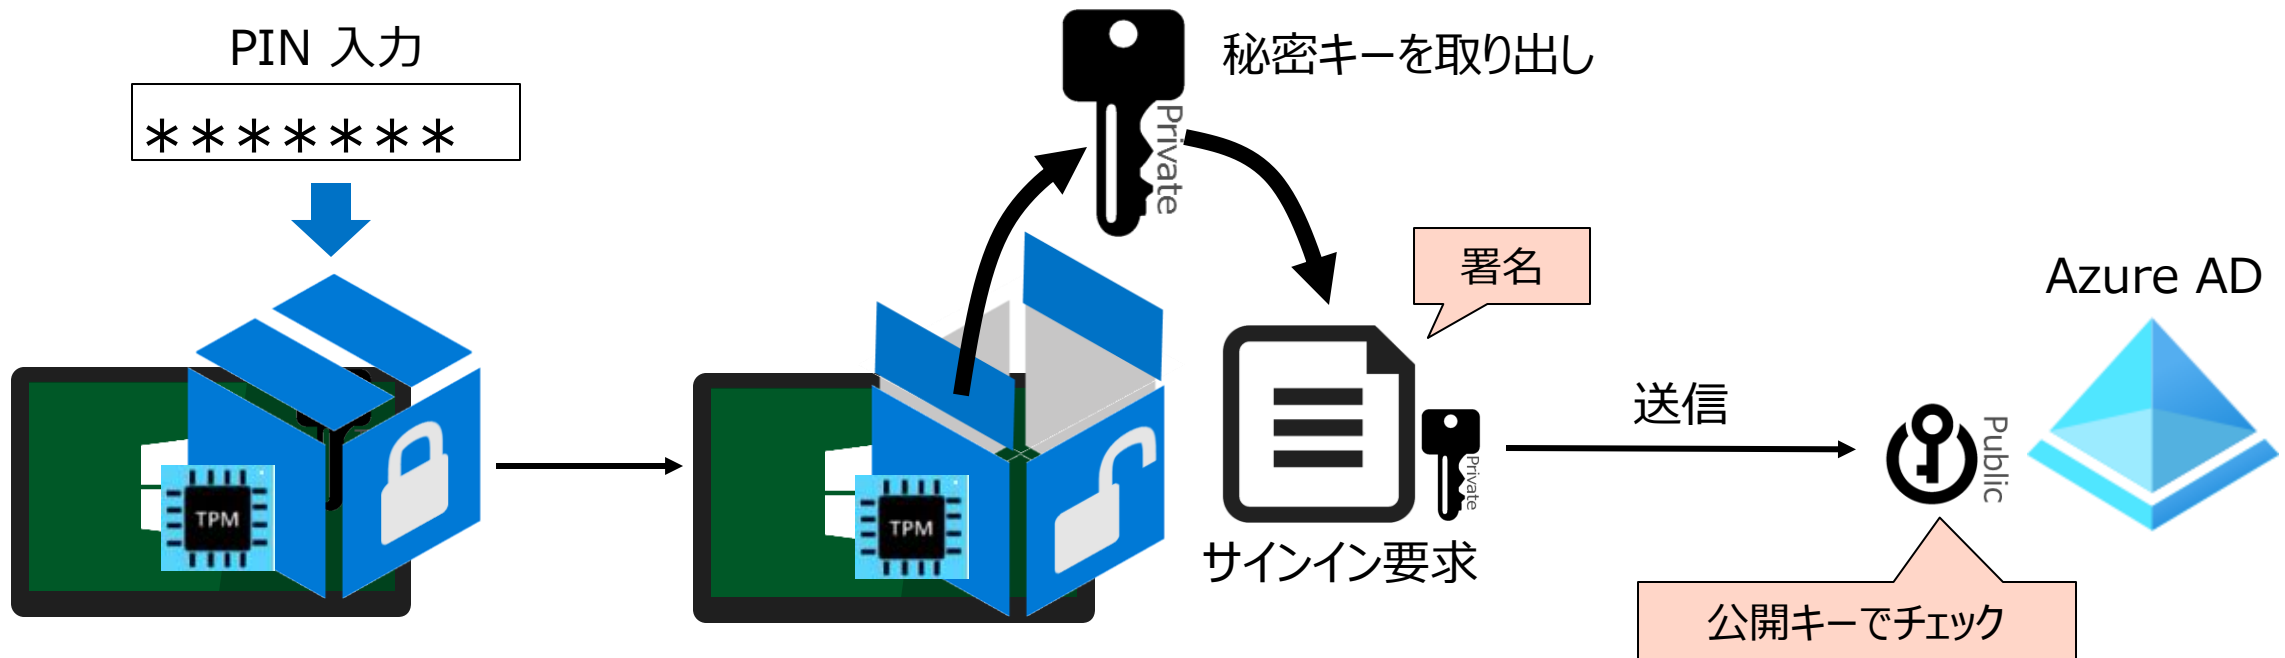 PIN 入力
*******
TPM
TPM
秘密キーを取り出し
Private
署名
サインイン要求
Private
送信
Azure AD
Public
公開キーでチェック